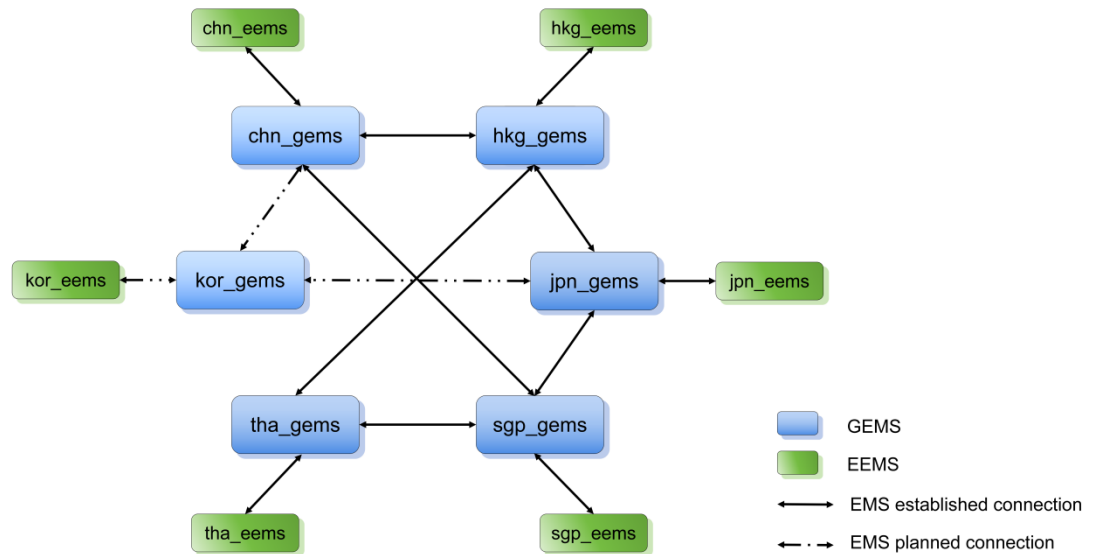 chn_eems
hkg_eems
chn_gems
hkg_gems
kor_eems
kor_gems
jpn_gems
jpn_eems
tha_gems
sgp_gems
tha_eems
sgp_eems
GEMS
EEMS
EMS established connection
EMS planned connection